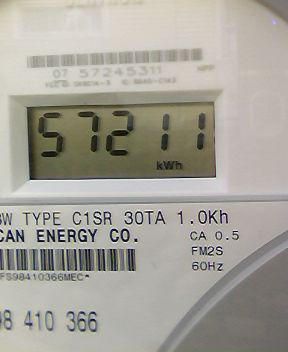 07 57245311
57211
kWh
3W TYPE C1SR 30TA 1.0Kh
CAN ENERGY CO.
CA 0.5
FM2S
60Hz
FS98410366MEC*
98 410 366